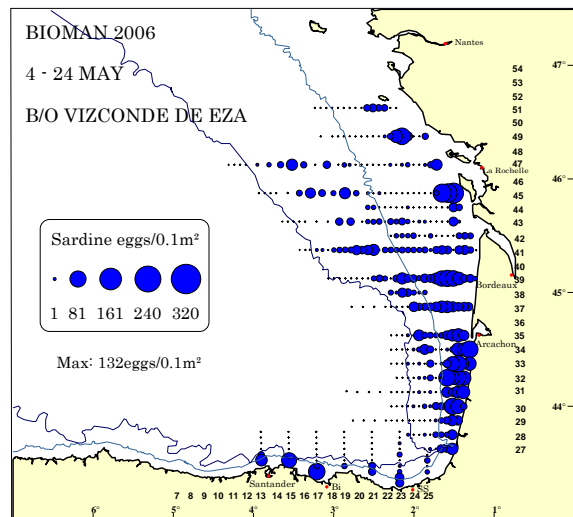 BIOMAN 2006
4 - 24 MAY
B/O VIZCONDE DE EZA
Nantes
47°
54
53
52
51
50
49
48
47
La Rochelle
46
46°
45
44
43
42
41
40
39
Bordeaux
38
45°
37
36
35
Arcachon
34
33
32
31
30
44°
29
28
27
Sardine eggs/0.1m²
1 81 161 240 320
Max: 132eggs/0.1m²
Santander
Bi
SS
7 8 9 10 11 12 13 14 15 16 17 18 19 20 21 22 23 24 25
6° 5° 4° 3° 2° 1°